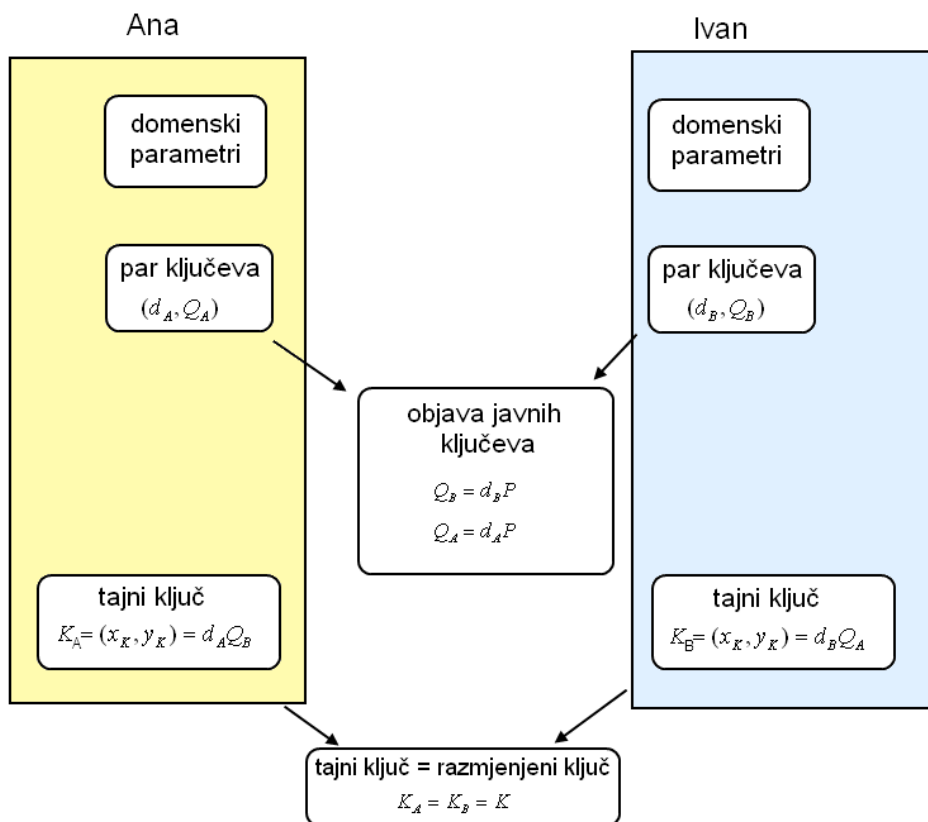 Ana
Ivan
domenski
parametri
domenski
parametri
par ključeva
(d_A, Q_A)
par ključeva
(d_B, Q_B)
objava javnih
ključeva
Q_B = d_B P
Q_A = d_A P
tajni ključ
K_A = (x_K, y_K) = d_A Q_B
tajni ključ
K_B = (x_K, y_K) = d_B Q_A
tajni ključ = razmjenjeni ključ
K_A = K_B = K